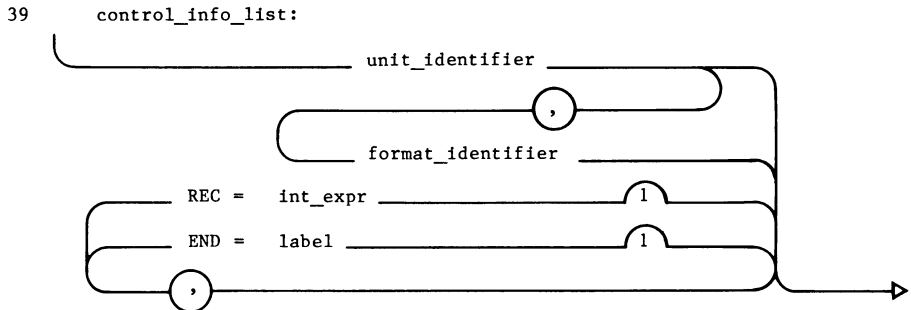 39 control_info_list:
unit_identifier
,
format_identifier
REC = int_expr 1
END = label 1
,